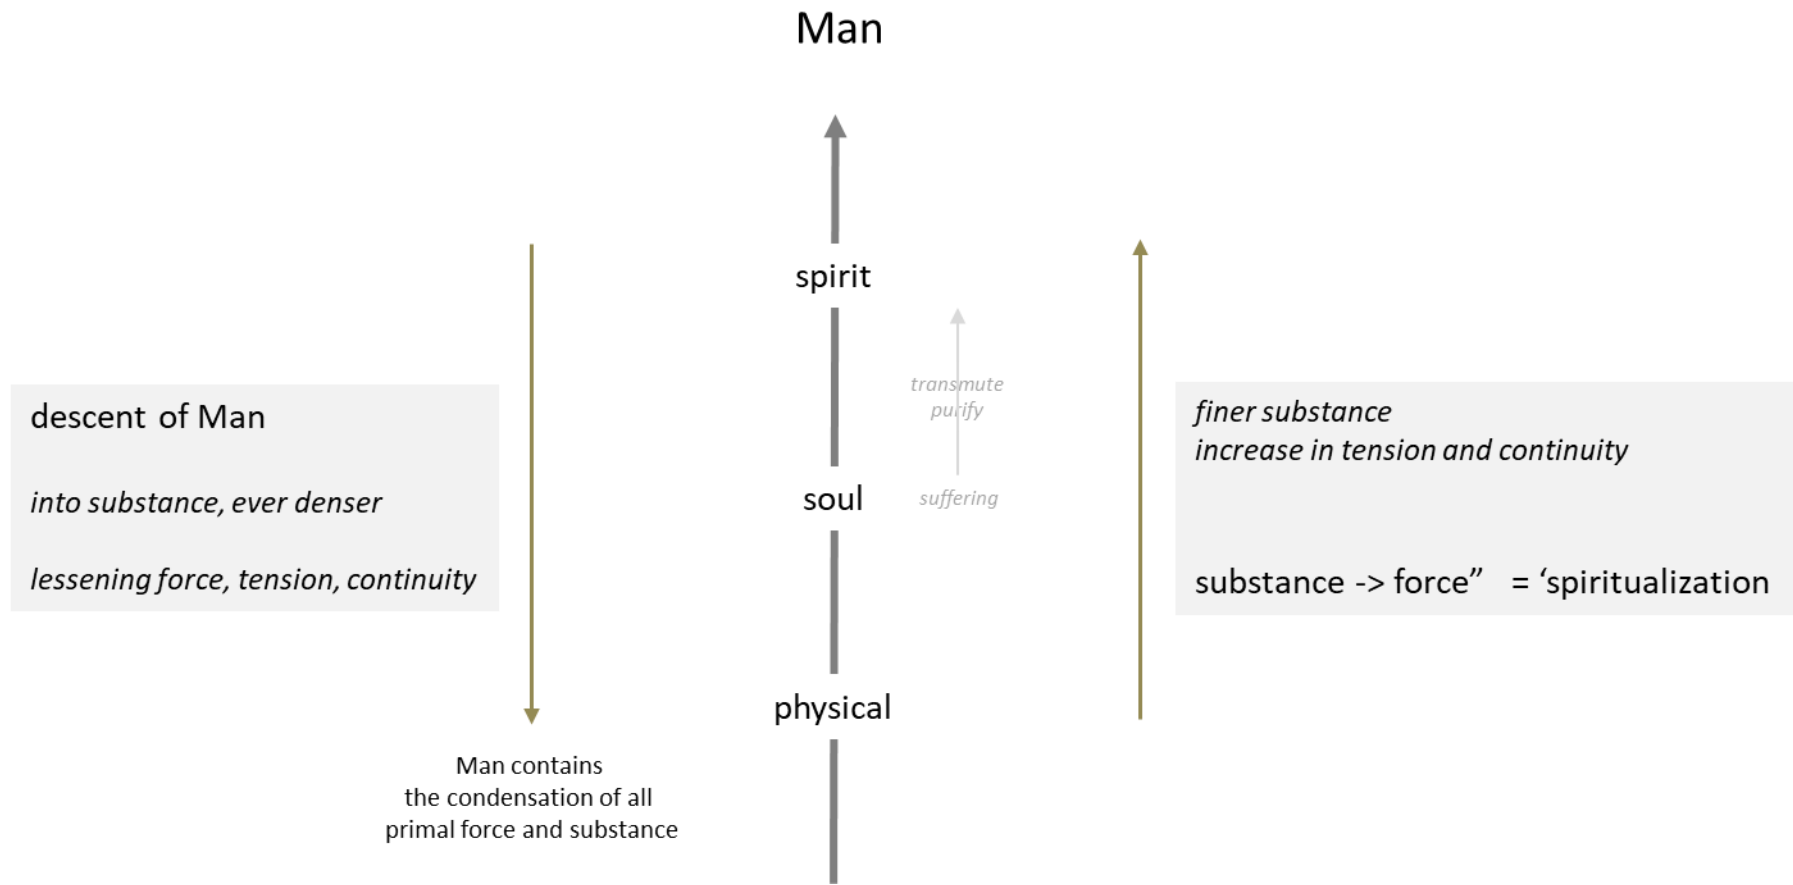 Man
spirit
transmute
purify
soul
suffering
physical
descent of Man
into substance, ever denser
lessening force, tension, continuity
Man contains
the condensation of all
primal force and substance
finer substance
increase in tension and continuity
substance -> force”   = ‘spiritualization